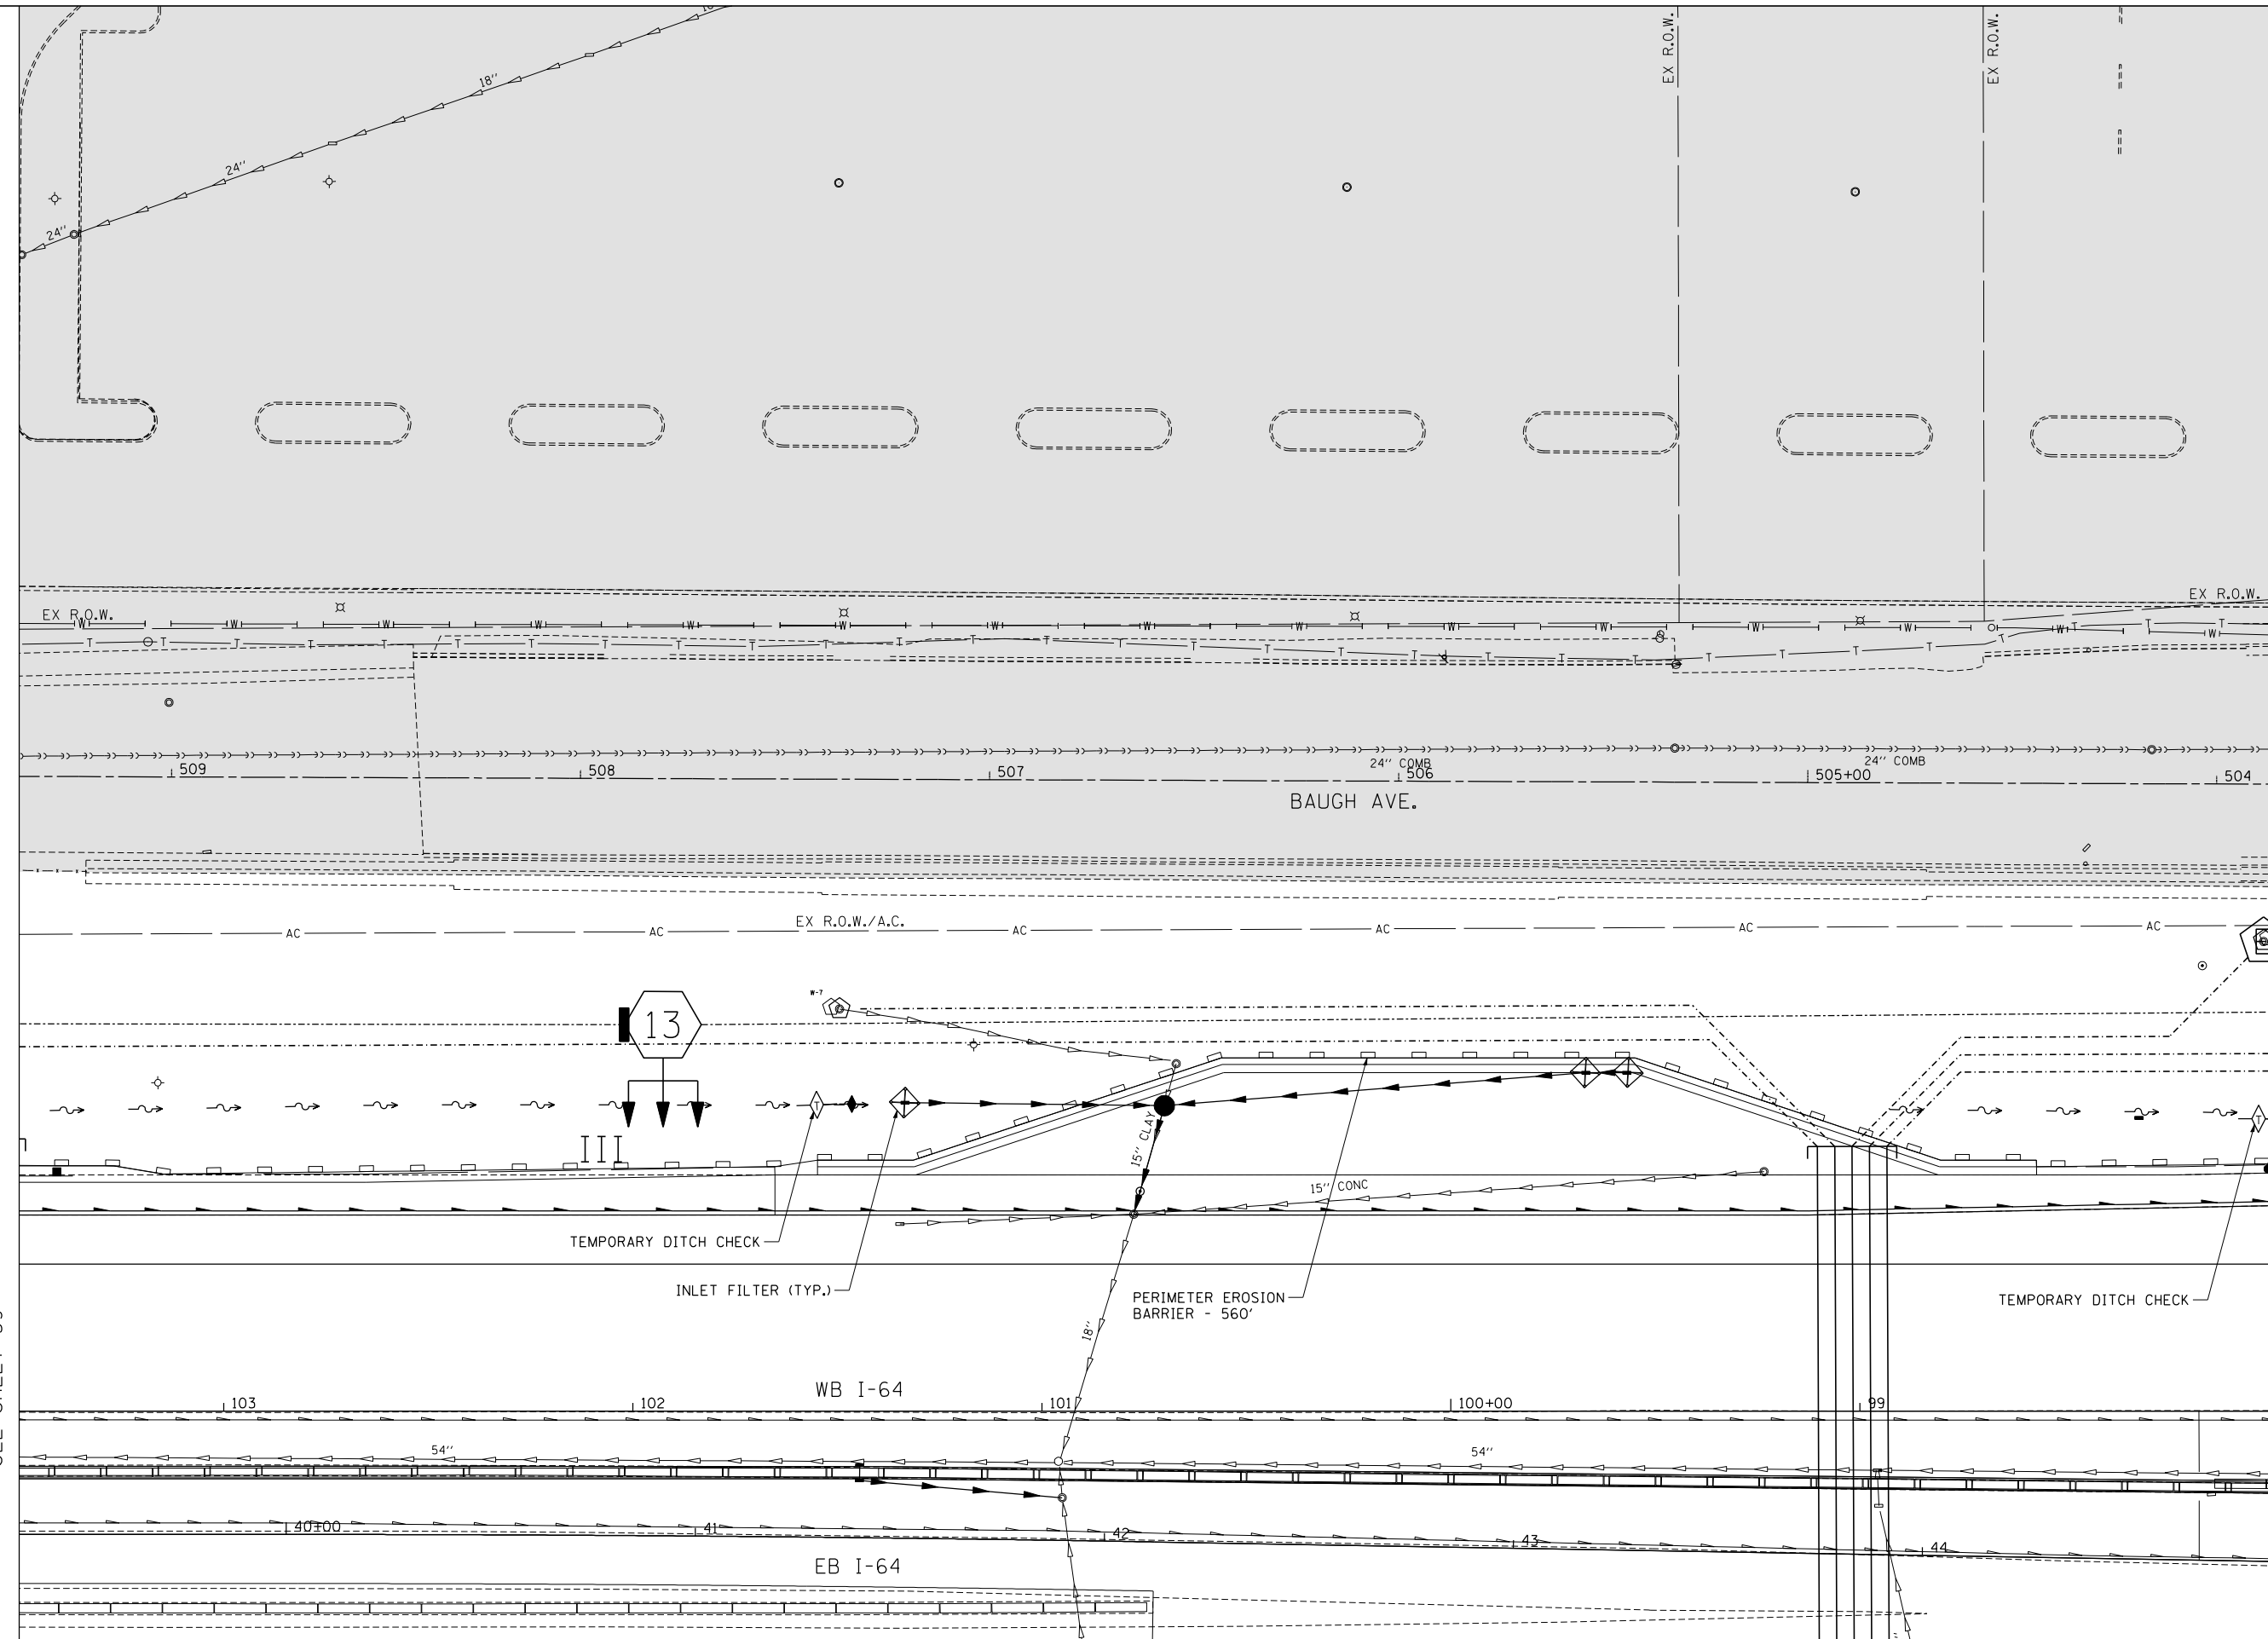 EX R.O.W.
EX R.O.W.
18''
24''
24''
EX R.O.W.
EX R.O.W.
W W W W W W W W W W W W W W W
T T T T T T T T T T T T T T T T T T T T T T T T T T T T T T
24'' COMB
24'' COMB
509
508
507
506
505+00
504
BAUGH AVE.
EX R.O.W./A.C.
AC AC AC AC AC AC
W-7
13
T
T
15'' CLAY
15'' CONC
TEMPORARY DITCH CHECK
INLET FILTER (TYP.)
PERIMETER EROSION
BARRIER - 560'
TEMPORARY DITCH CHECK
18''
WB I-64
103
102
101
100+00
99
54''
54''
40+00
41
42
43
44
EB I-64